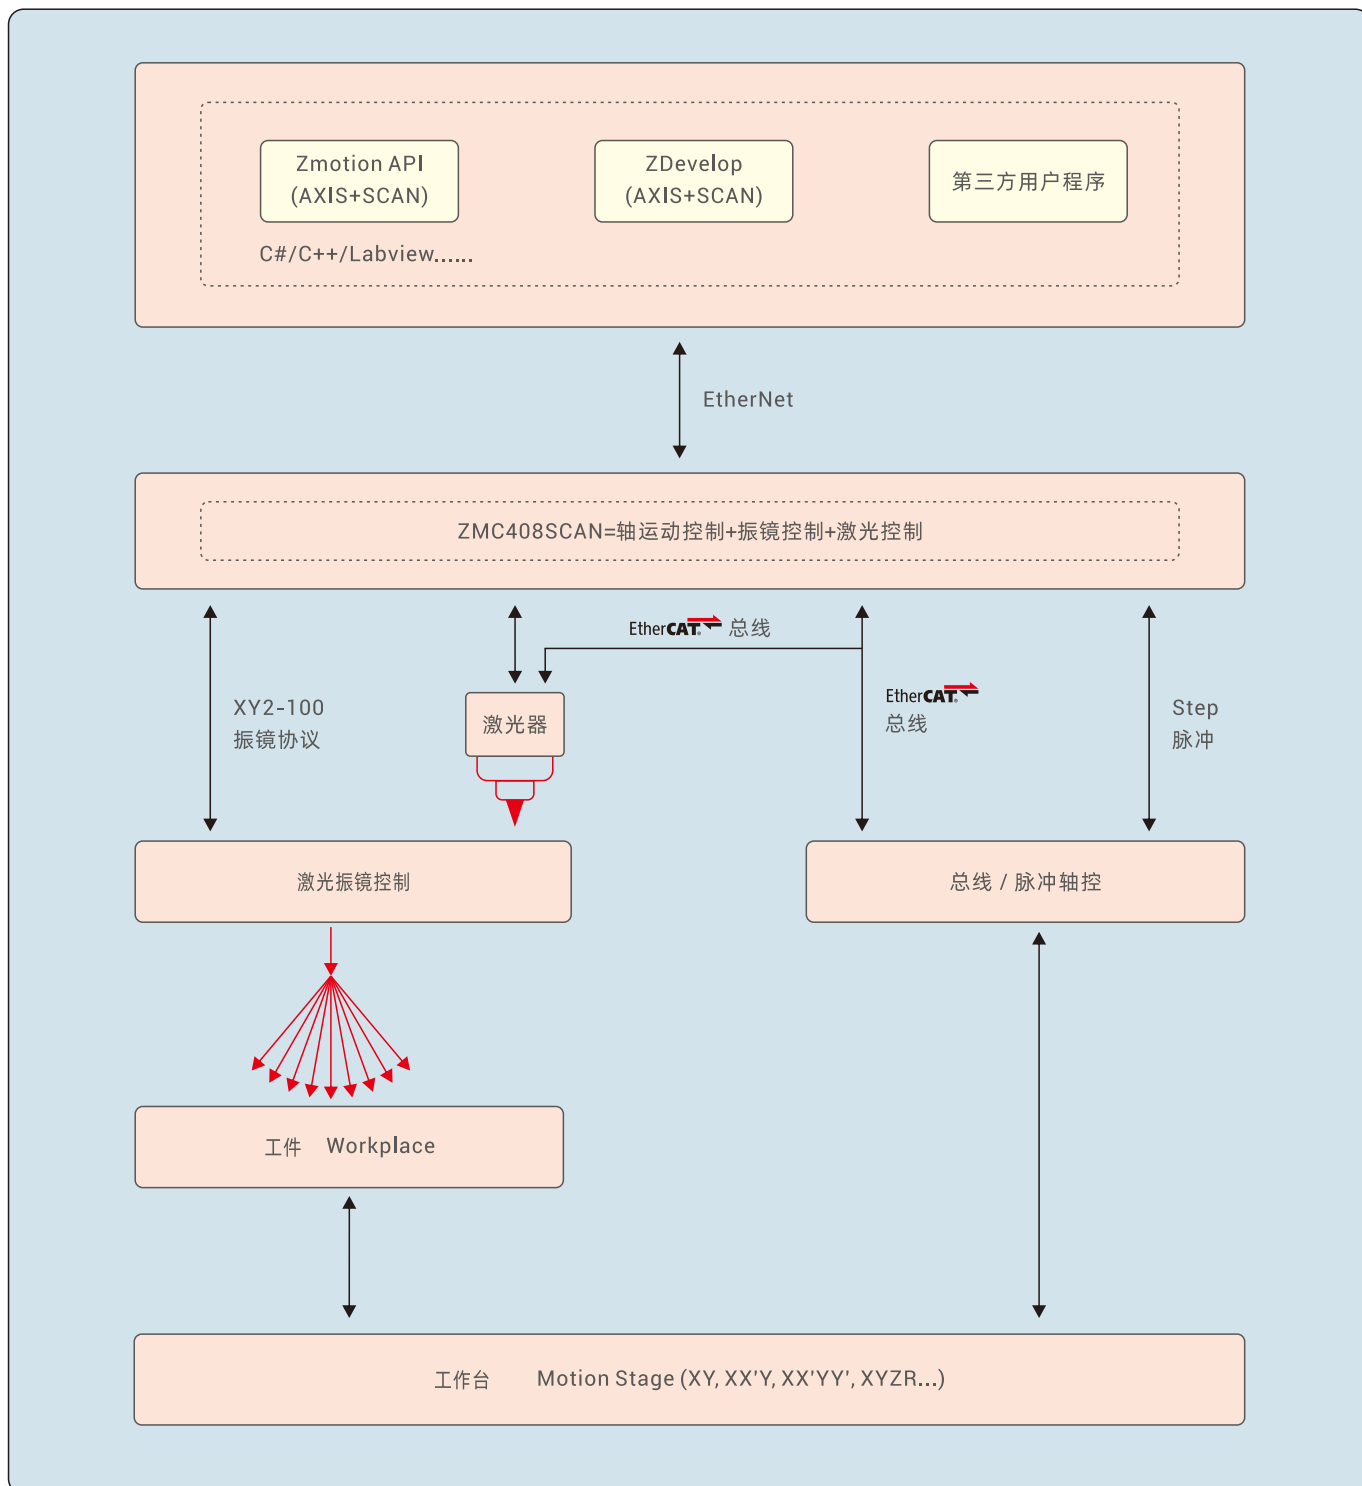 Zmotion API
(AXIS+SCAN)
ZDevelop
(AXIS+SCAN)
第三方用户程序
C#/C++/Labview......
EtherNet
ZMC408SCAN=轴运动控制+振镜控制+激光控制
EtherCAT® 总线
XY2-100
振镜协议
激光器
EtherCAT®
总线
Step
脉冲
激光振镜控制
总线 / 脉冲轴控
工件 Workplace
工作台 Motion Stage (XY, XX'Y, XX'YY', XYZR...)